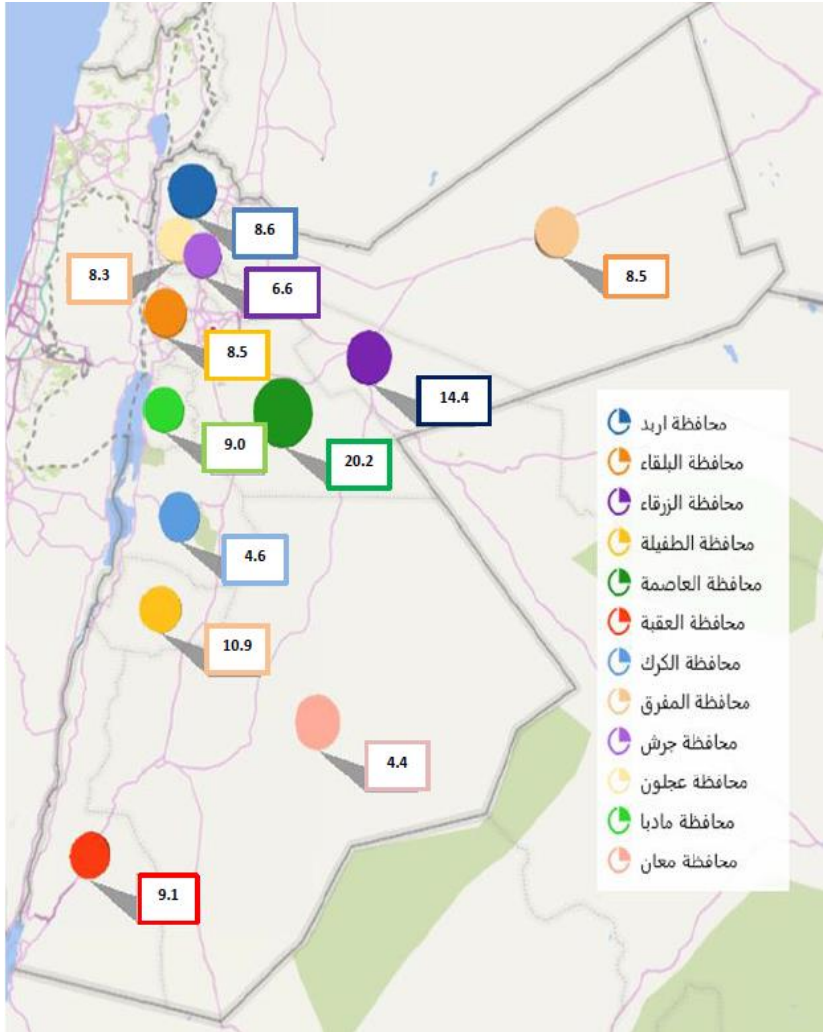 8.6
8.3
6.6
8.5
8.5
14.4
9.0
20.2
4.6
10.9
4.4
9.1
محافظة اربد
محافظة البلقاء
محافظة الزرقاء
محافظة الطفيلة
محافظة العاصمة
محافظة العقبة
محافظة الكرك
محافظة المفرق
محافظة جرش
محافظة عجلون
محافظة مادبا
محافظة معان